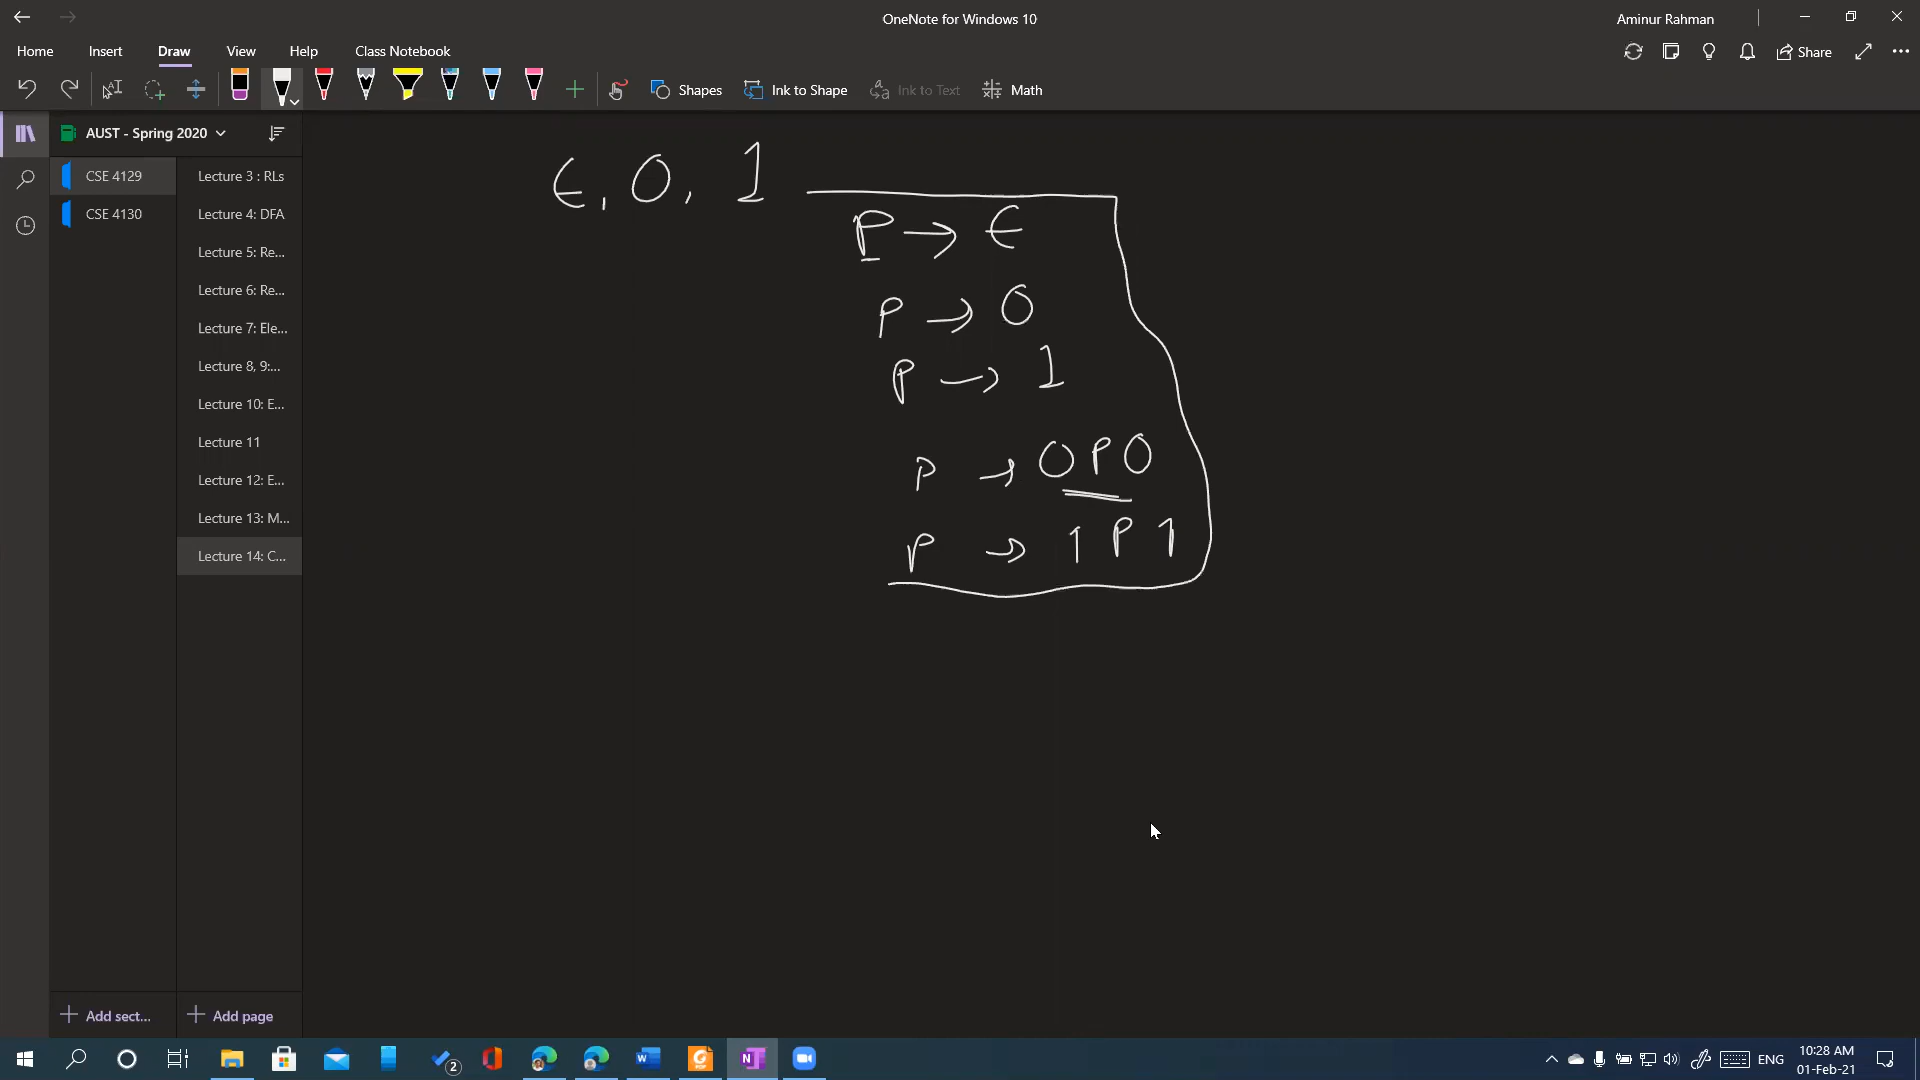 OneNote for Windows 10
Aminur Rahman
Home Insert Draw View Help Class Notebook
Share
Shapes Ink to Shape Ink to Text Math
AUST - Spring 2020
CSE 4129
CSE 4130
Lecture 3 : RLs
Lecture 4: DFA
Lecture 5: Re...
Lecture 6: Re...
Lecture 7: Ele...
Lecture 8, 9:...
Lecture 10: E...
Lecture 11
Lecture 12: E...
Lecture 13: M...
Lecture 14: C...
ϵ, 0, 1
P → ϵ
P → 0
P → 1
P → 0P0
P → 1P1
Add sect...
Add page
2
ENG
10:28 AM
01-Feb-21